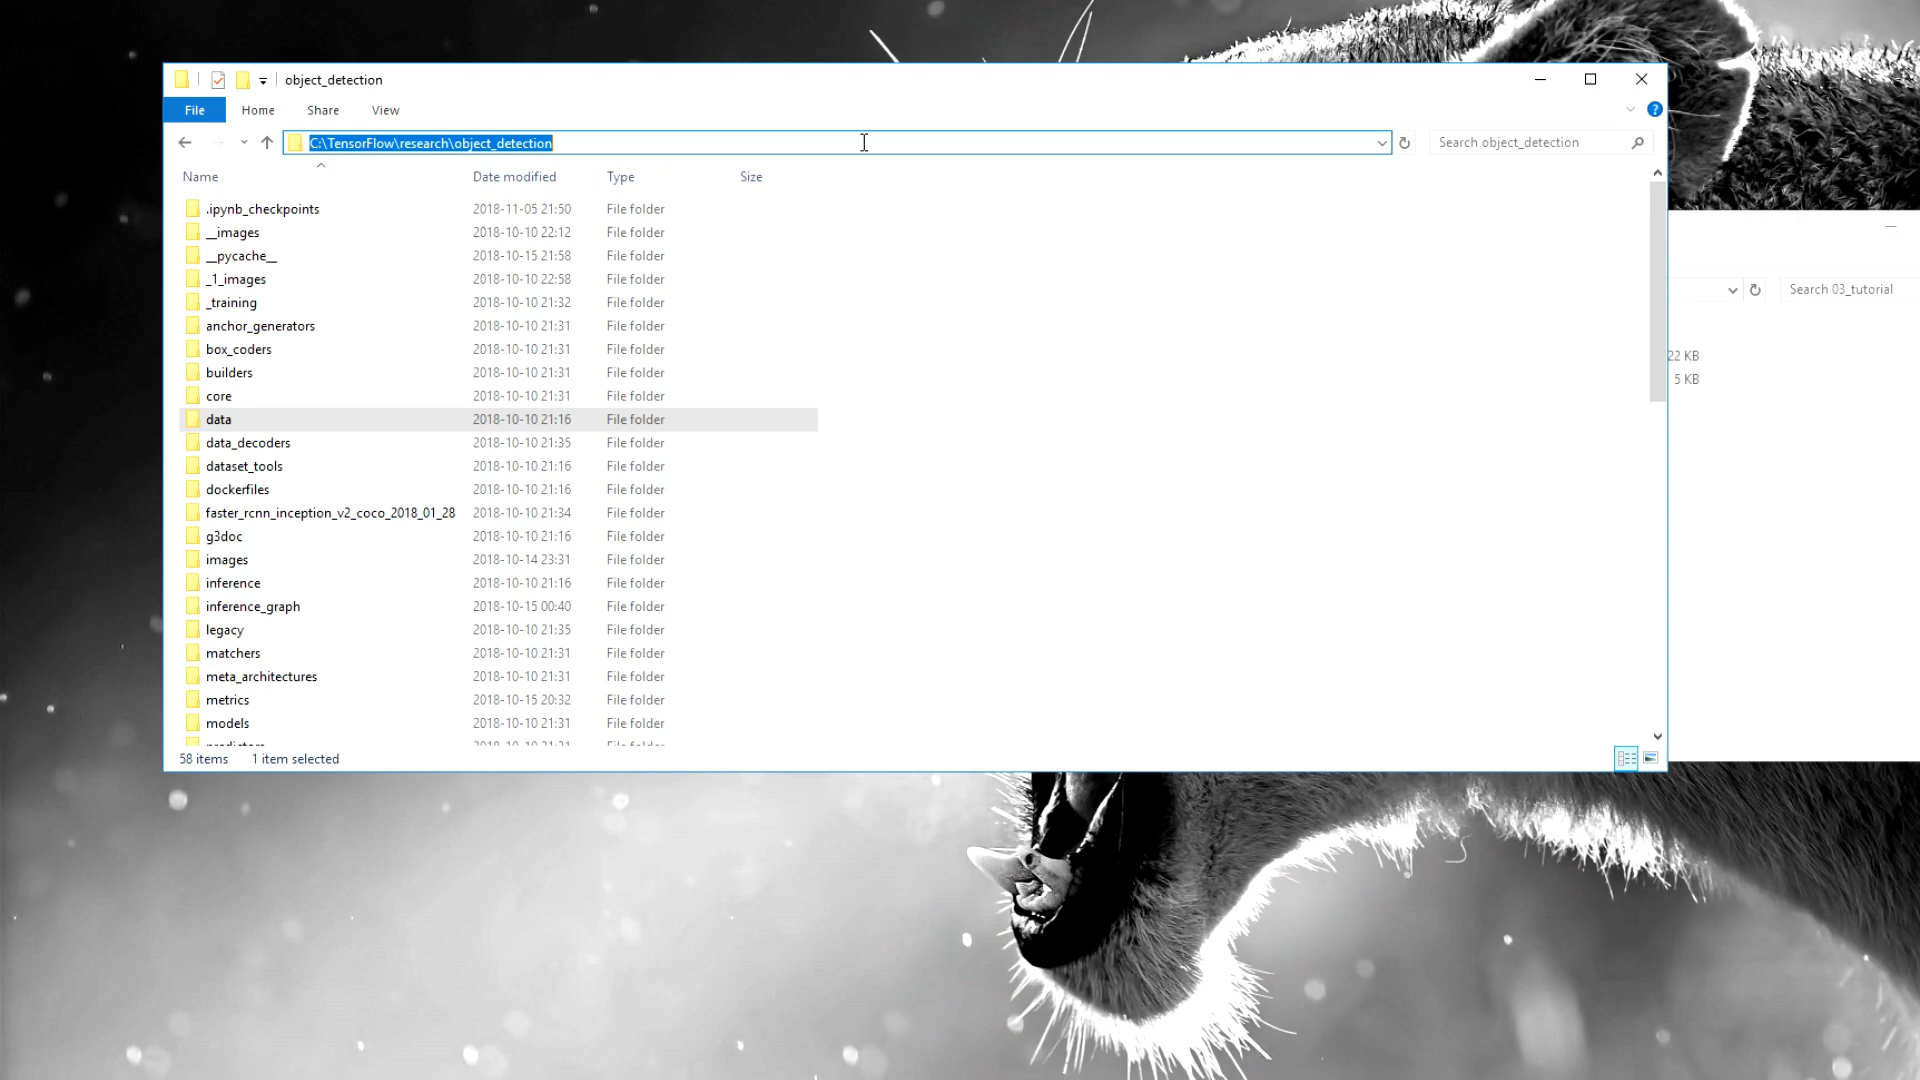 object_detection
File Home Share View
C:\TensorFlow\research\object_detection
Search object_detection
Name Date modified Type Size
.ipynb_checkpoints 2018-11-05 21:50 File folder
__images 2018-10-10 22:12 File folder
__pycache__ 2018-10-15 21:58 File folder
_1_images 2018-10-10 22:58 File folder
_training 2018-10-10 21:32 File folder
anchor_generators 2018-10-10 21:31 File folder
box_coders 2018-10-10 21:31 File folder
builders 2018-10-10 21:31 File folder
core 2018-10-10 21:31 File folder
data 2018-10-10 21:16 File folder
data_decoders 2018-10-10 21:35 File folder
dataset_tools 2018-10-10 21:16 File folder
dockerfiles 2018-10-10 21:16 File folder
faster_rcnn_inception_v2_coco_2018_01_28 2018-10-10 21:34 File folder
g3doc 2018-10-10 21:16 File folder
images 2018-10-14 23:31 File folder
inference 2018-10-10 21:16 File folder
inference_graph 2018-10-15 00:40 File folder
legacy 2018-10-10 21:35 File folder
matchers 2018-10-10 21:31 File folder
meta_architectures 2018-10-10 21:31 File folder
metrics 2018-10-15 20:32 File folder
models 2018-10-10 21:31 File folder
58 items 1 item selected
Search 03_tutorial
22 KB
5 KB